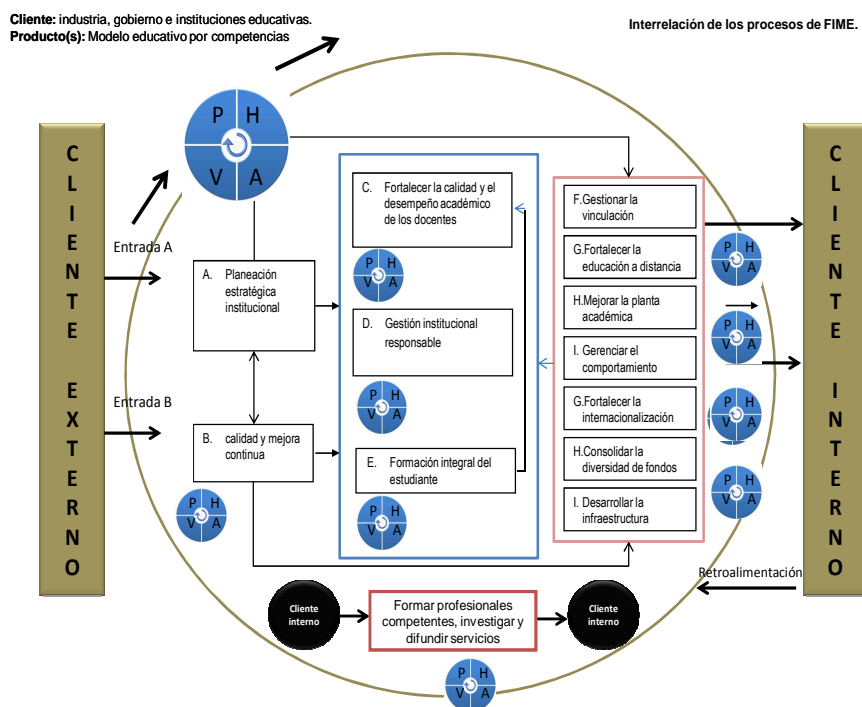 Cliente: industria, gobierno e instituciones educativas.
Producto(s): Modelo educativo por competencias
Interrelación de los procesos de FIME.
P H
V A
CLIENTE EXTERNO
Entrada A
Entrada B
A. Planeación
estratégica
institucional
B. calidad y mejora
continua
P H
V A
C. Fortalecer la calidad y el
desempeño académico
de los docentes
P H
V A
D. Gestión institucional
responsable
P H
V A
E. Formación integral del
estudiante
P H
V A
F.Gestionar la
vinculación
G.Fortalecer la
educación a distancia
H.Mejorar la planta
académica
I. Gerenciar el
comportamiento
G.Fortalecer la
internacionalización
H.Consolidar la
diversidad de fondos
I. Desarrollar la
infraestructura
P H
V A
P H
V A
P H
V A
P H
V A
CLIENTE INTERNO
Retroalimentación
Cliente
interno
Formar profesionales
competentes, investigar y
difundir servicios
Cliente
interno
P H
V A